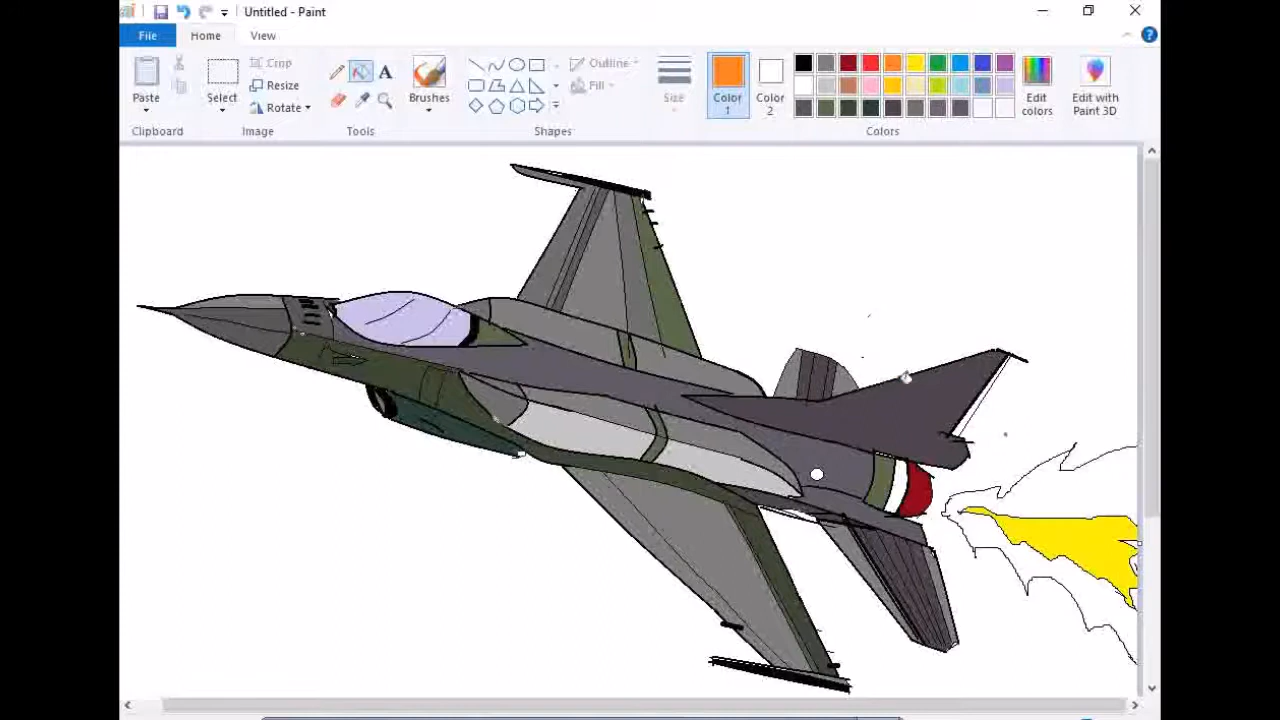 Untitled - Paint
File Home View
Paste
Select
Crop
Resize
Rotate
A
Brushes
Outline
Fill
Size
Color 1
Color 2
Edit colors
Edit with Paint 3D
Clipboard Image Tools Shapes Colors